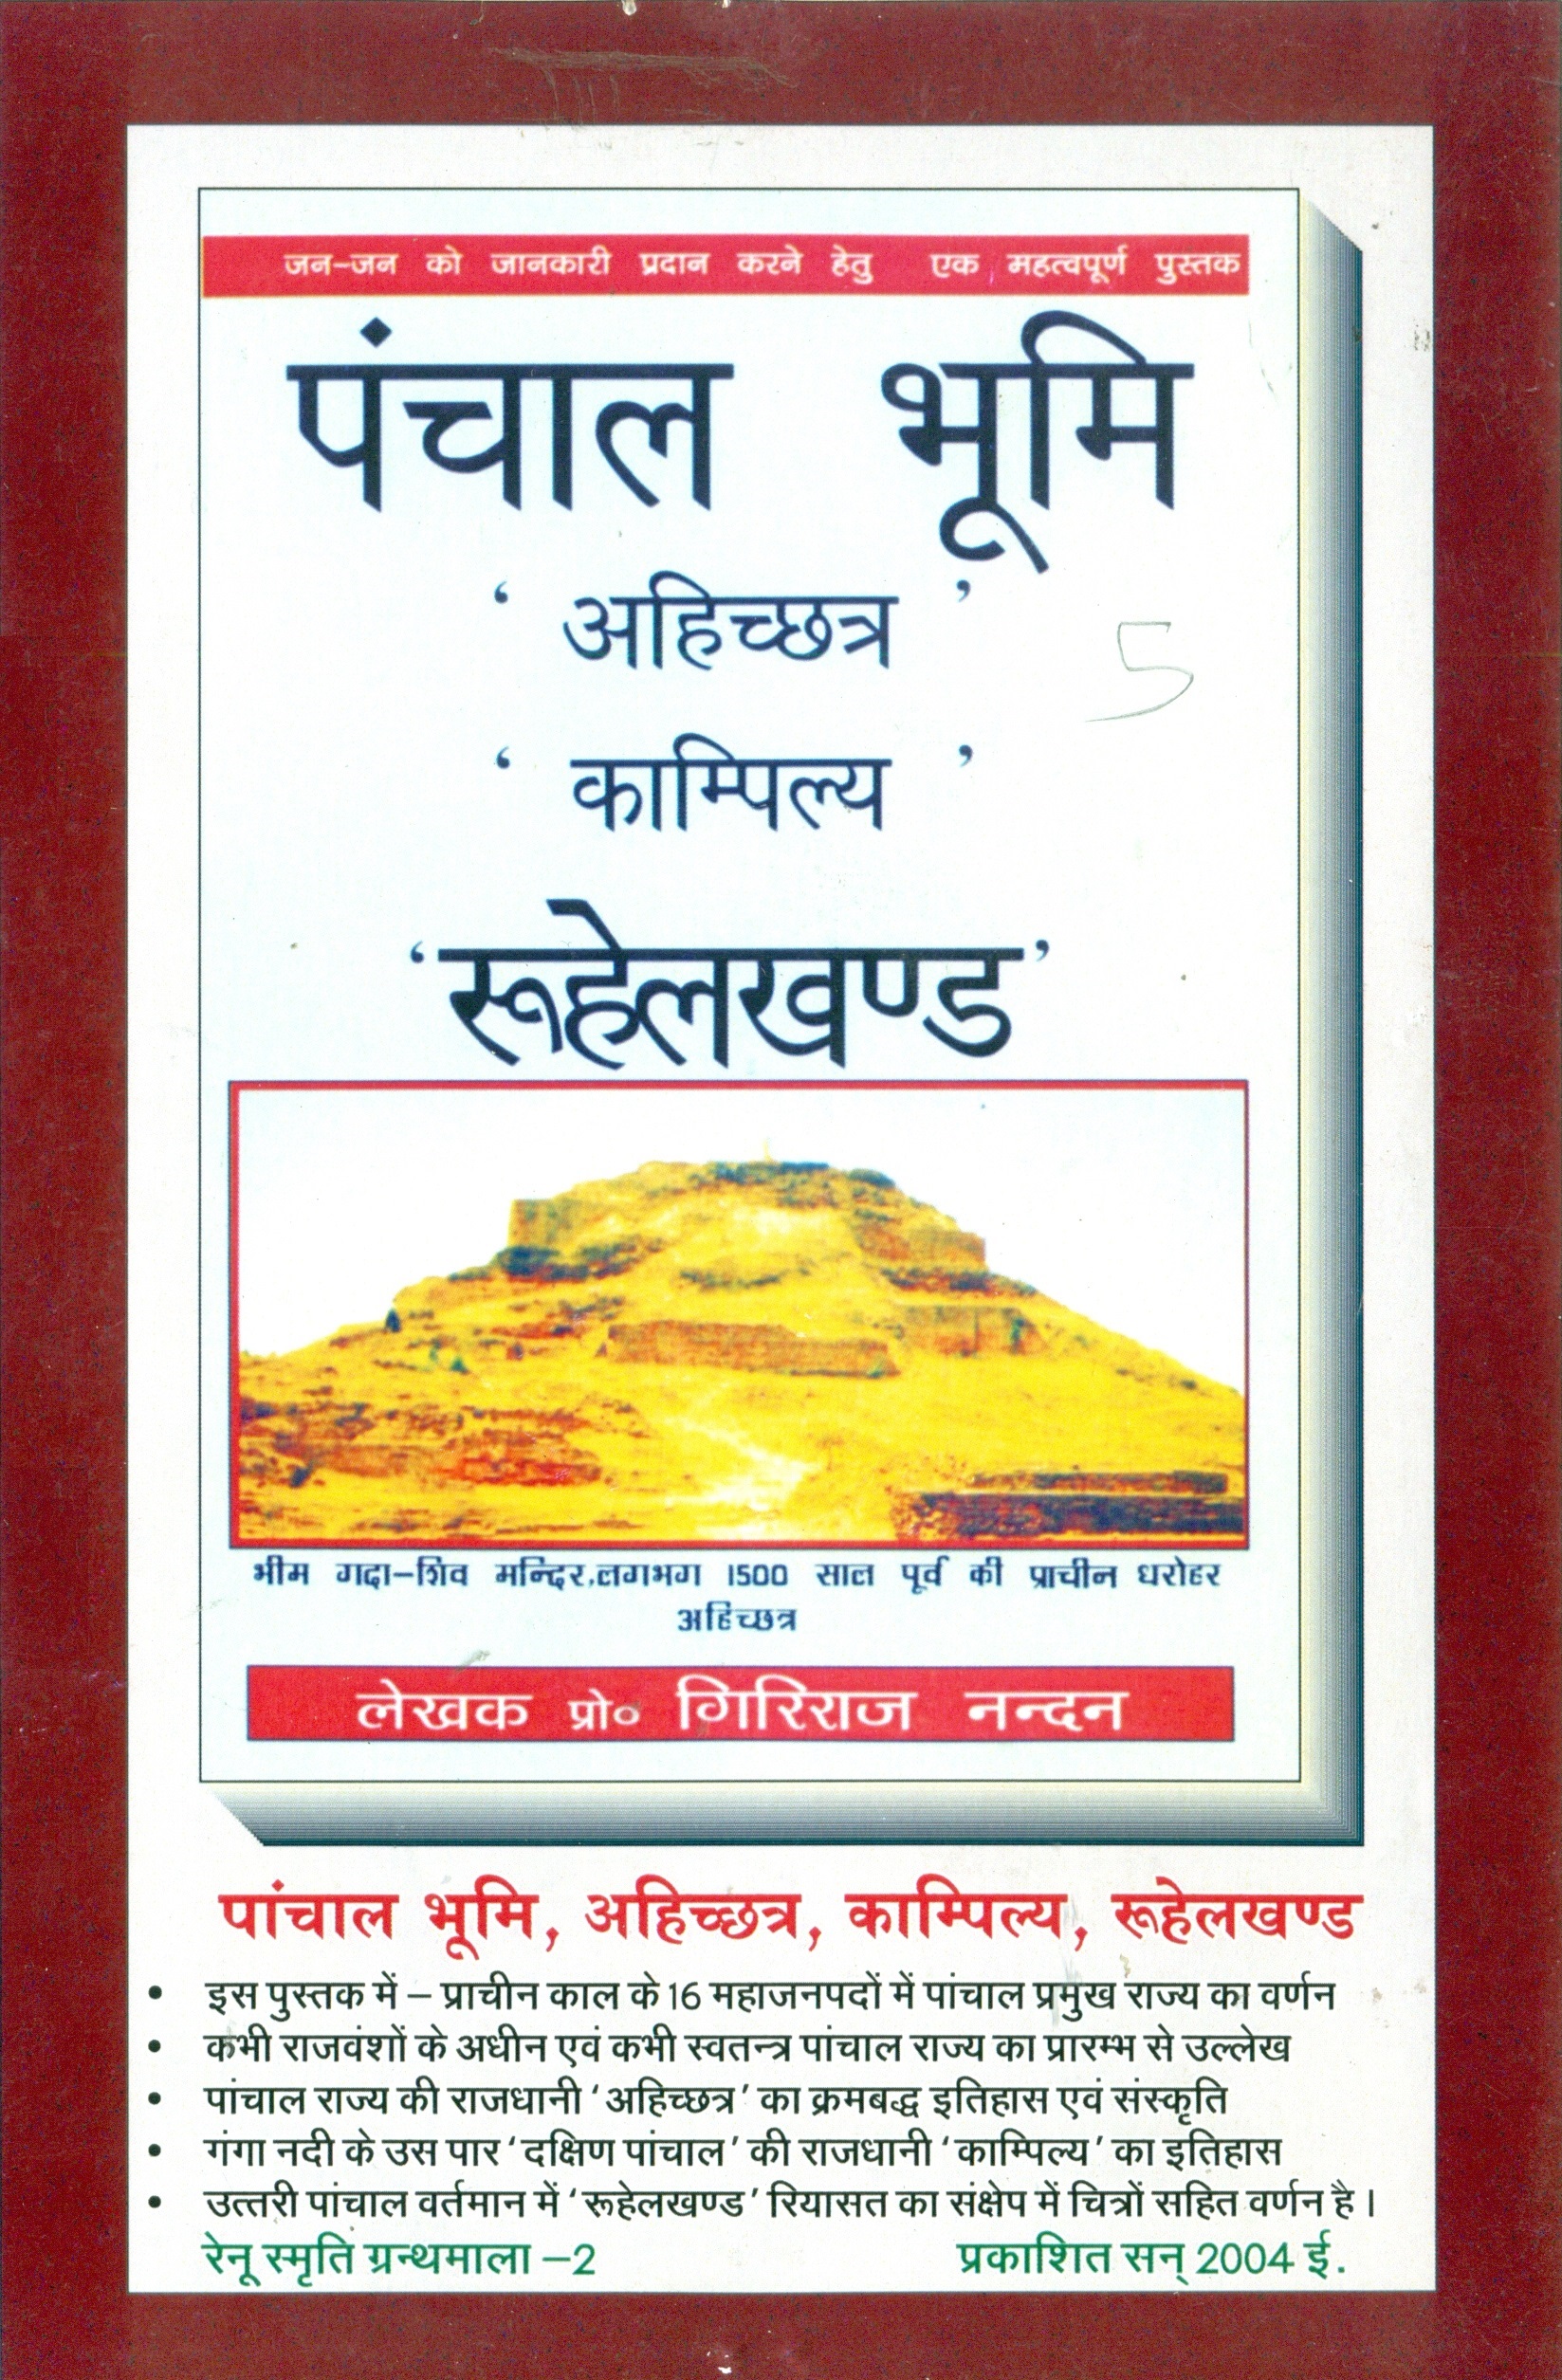 जन-जन को जानकारी प्रदान करने हेतु एक महत्वपूर्ण पुस्तक
पंचाल भूमि
‘ अहिच्छत्र ’
5
‘ काम्पिल्य ’
‘रूहेलखण्ड’
भीम गदा-शिव मन्दिर,लगभग 1500 साल पूर्व की प्राचीन धरोहर
अहिच्छत्र
लेखक प्रो० गिरिराज नन्दन
पांचाल भूमि, अहिच्छत्र, काम्पिल्य, रूहेलखण्ड
• इस पुस्तक में – प्राचीन काल के 16 महाजनपदों में पांचाल प्रमुख राज्य का वर्णन
• कभी राजवंशों के अधीन एवं कभी स्वतन्त्र पांचाल राज्य का प्रारम्भ से उल्लेख
• पांचाल राज्य की राजधानी ‘अहिच्छत्र’ का क्रमबद्ध इतिहास एवं संस्कृति
• गंगा नदी के उस पार ‘दक्षिण पांचाल’ की राजधानी ‘काम्पिल्य’ का इतिहास
• उत्तरी पांचाल वर्तमान में ‘रूहेलखण्ड’ रियासत का संक्षेप में चित्रों सहित वर्णन है।
रेनू स्मृति ग्रन्थमाला –2 प्रकाशित सन् 2004 ई.